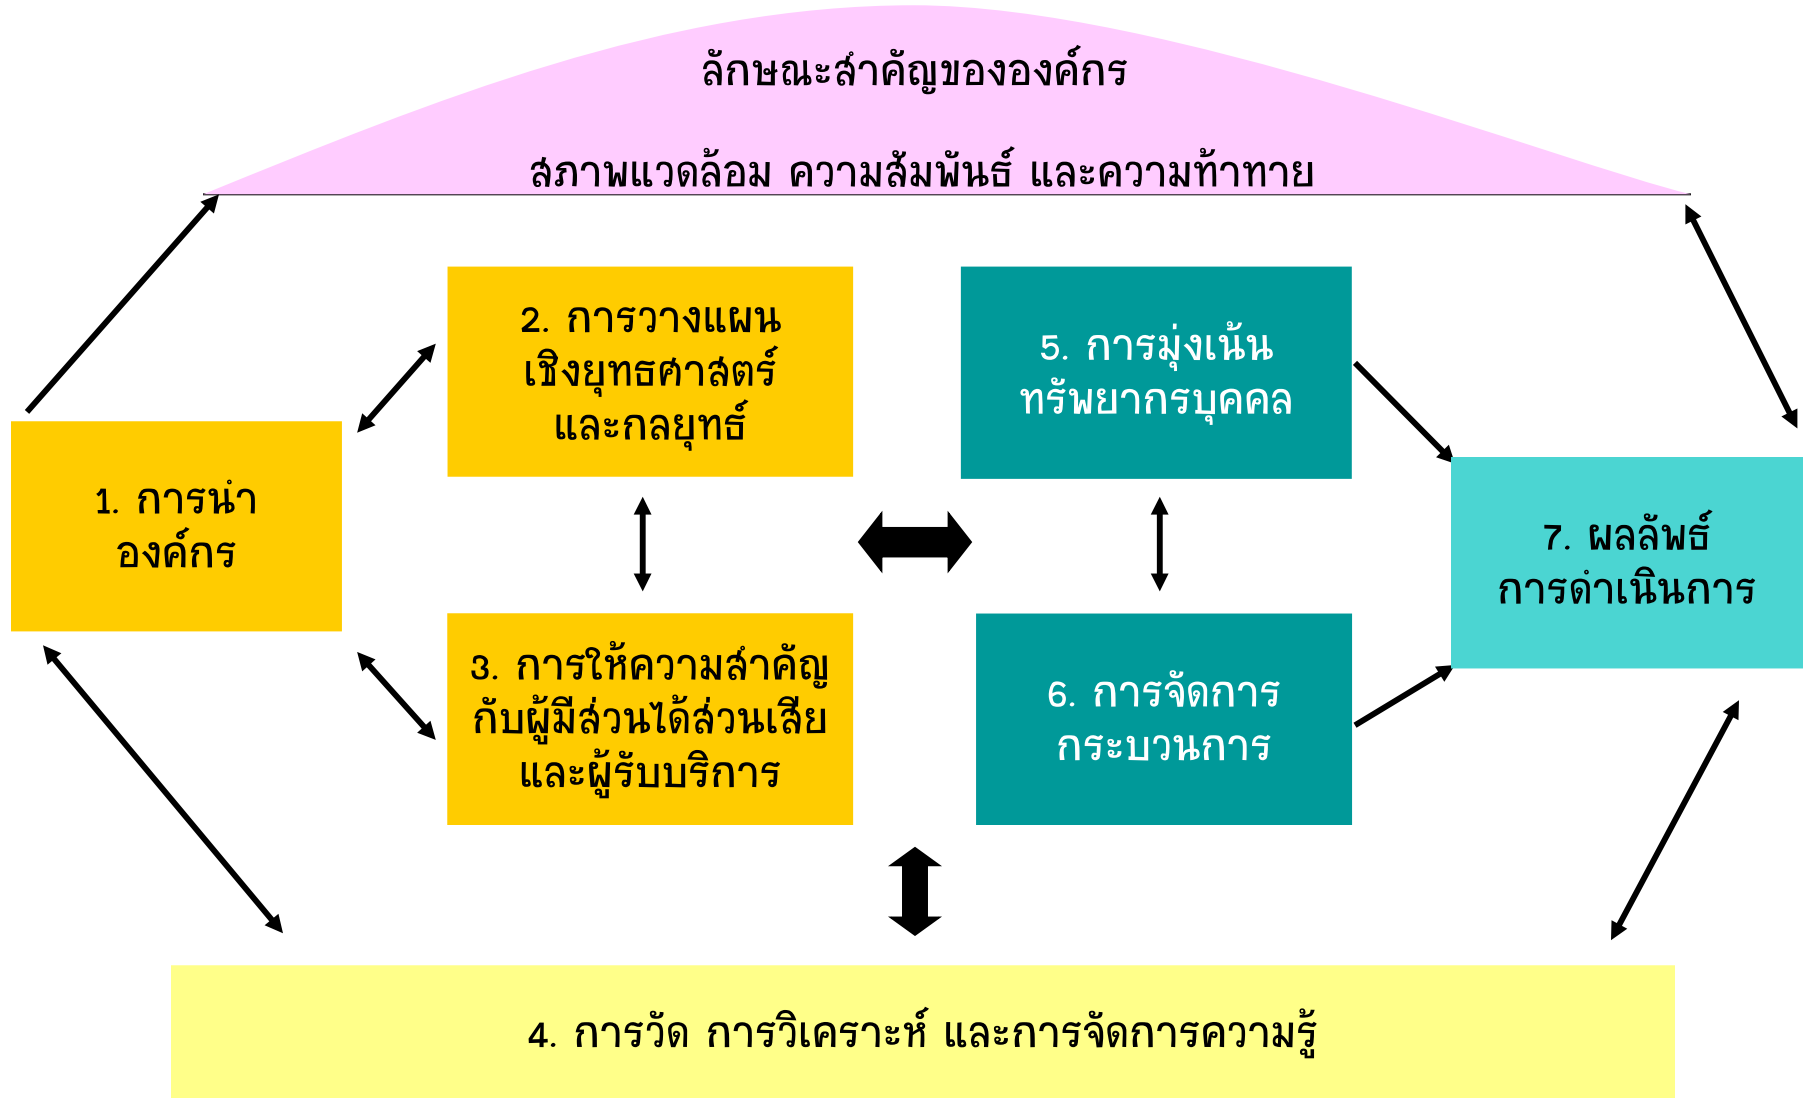 ลักษณะสำคัญขององค์กร
สภาพแวดล้อม ความสัมพันธ์ และความท้าทาย
1. การนำ
องค์กร
2. การวางแผน
เชิงยุทธศาสตร์
และกลยุทธ์
3. การให้ความสำคัญ
กับผู้มีส่วนได้ส่วนเสีย
และผู้รับบริการ
5. การมุ่งเน้น
ทรัพยากรบุคคล
6. การจัดการ
กระบวนการ
7. ผลลัพธ์
การดำเนินการ
4. การวัด การวิเคราะห์ และการจัดการความรู้